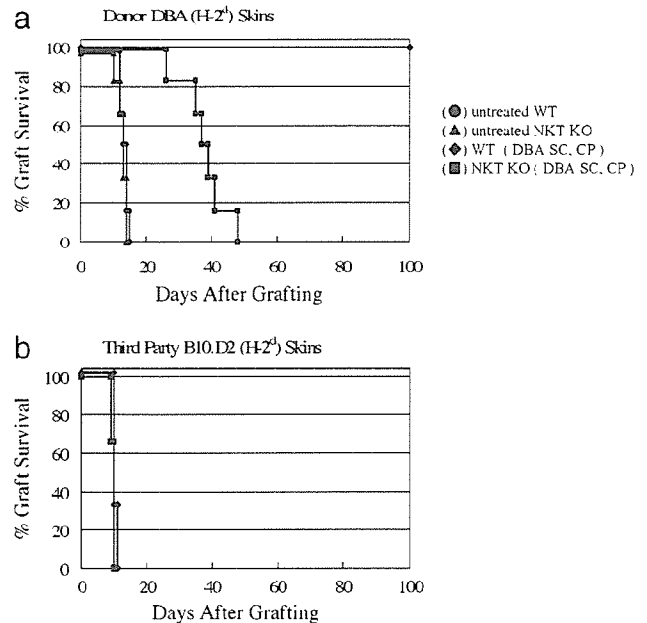 a
Donor DBA (H-2ᵈ) Skins
% Graft Survival
100
80
60
40
20
0
0 20 40 60 80 100
Days After Grafting
(●) untreated WT
(▲) untreated NKT KO
(◆) WT (DBA SC, CP)
(■) NKT KO (DBA SC, CP)
b
Third Party B10.D2 (H-2ᵈ) Skins
% Graft Survival
100
80
60
40
20
0
0 20 40 60 80 100
Days After Grafting